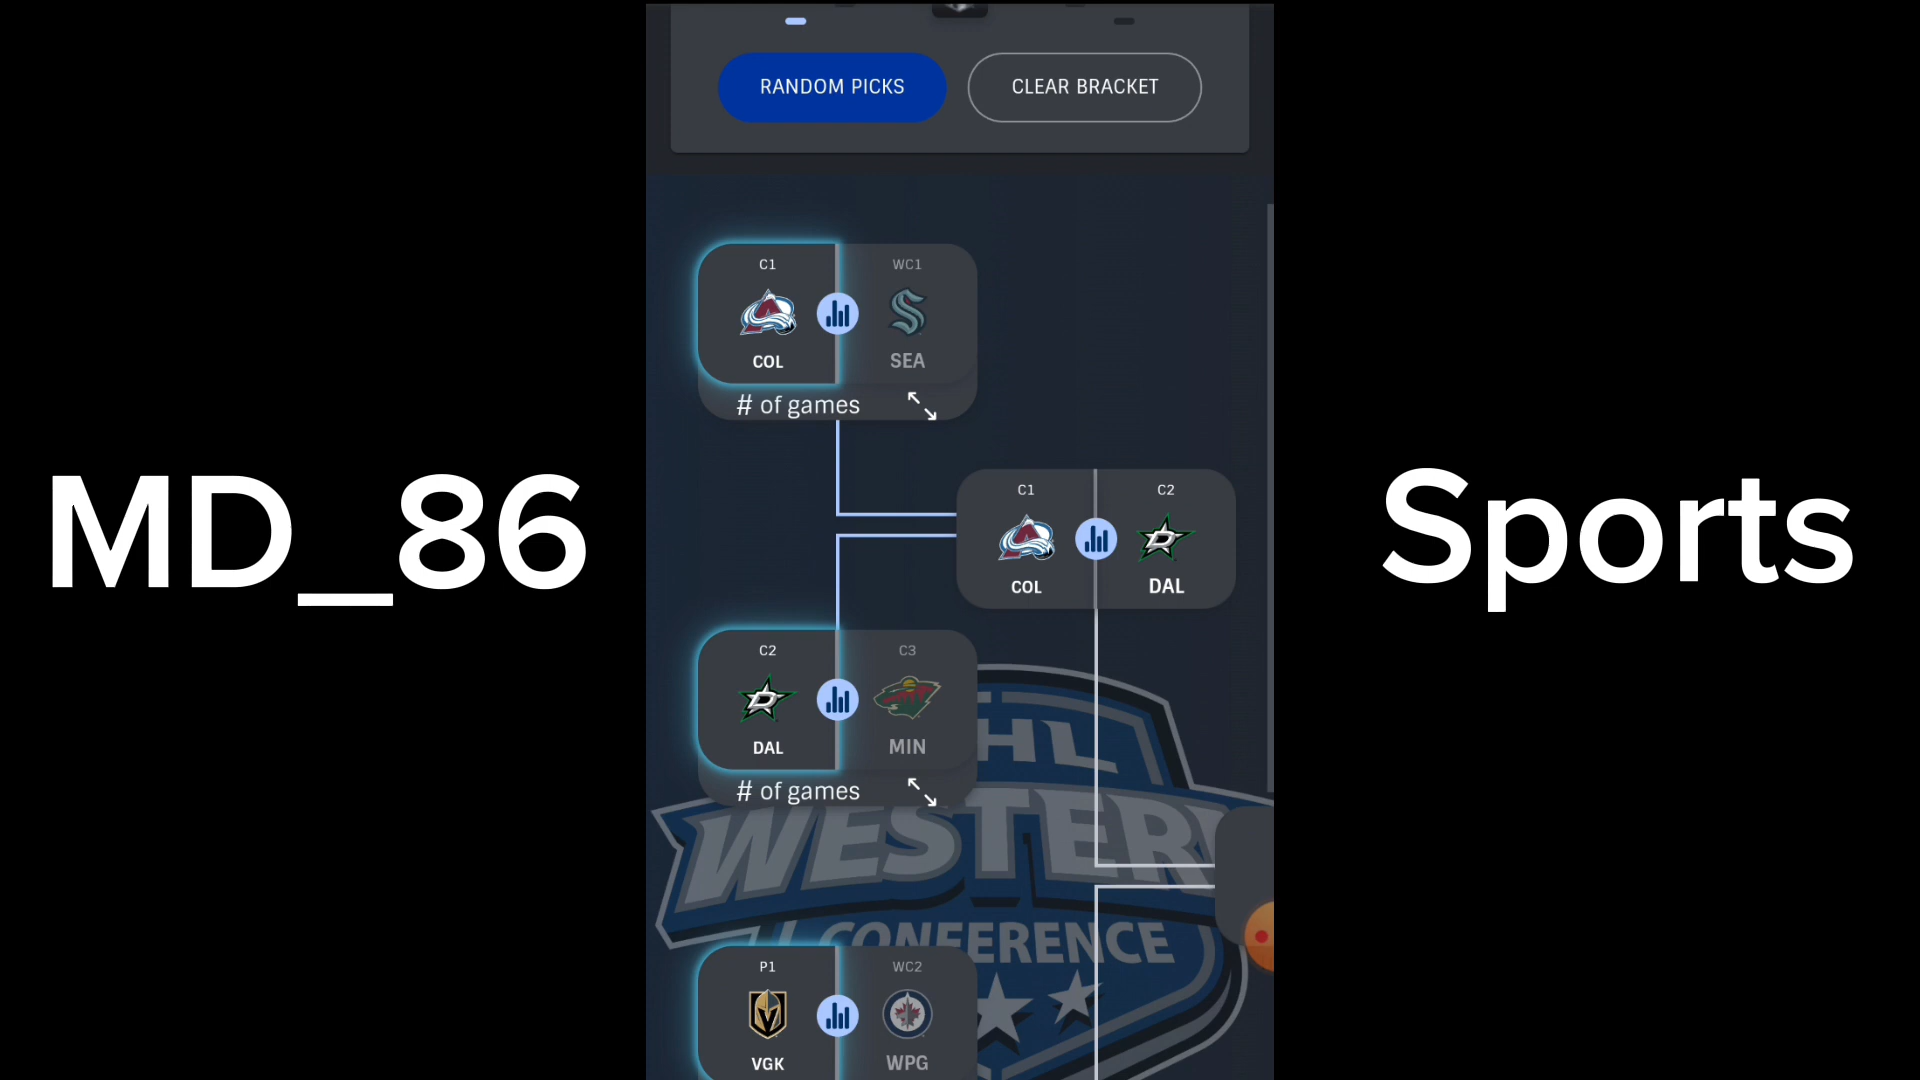 RANDOM PICKS
CLEAR BRACKET
C1
WC1
COL
SEA
# of games
C1
C2
COL
DAL
MD_86
Sports
C2
C3
DAL
MIN
# of games
WESTERN
CONFERENCE
P1
WC2
VGK
WPG